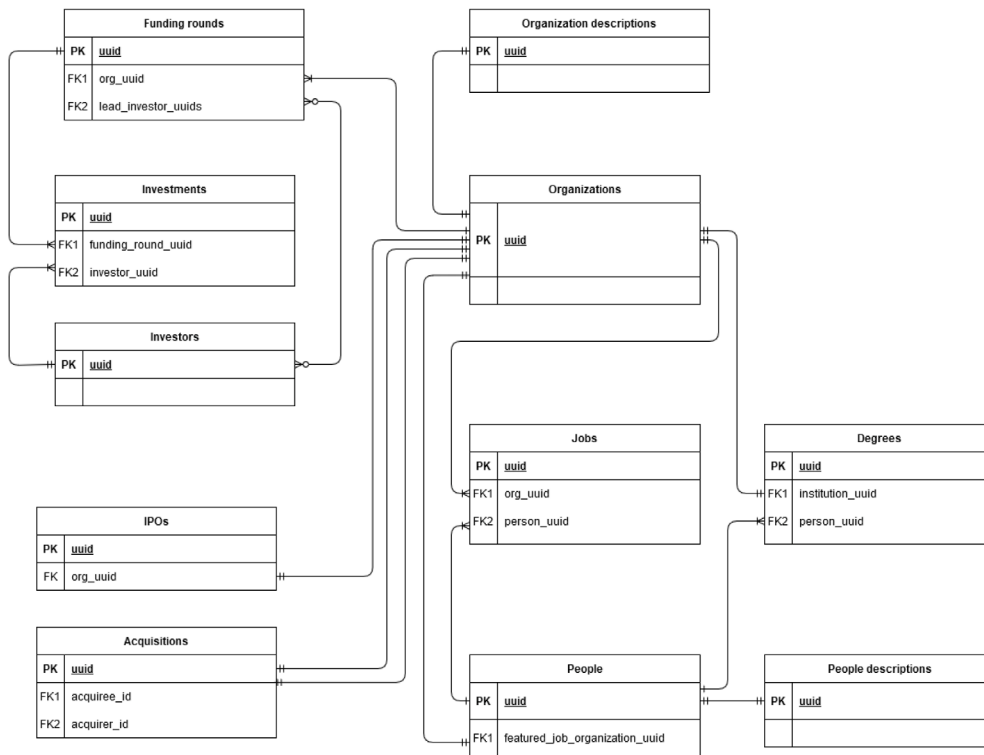 Funding rounds
PK uuid
FK1 org_uuid
FK2 lead_investor_uuids
Organization descriptions
PK uuid
Investments
PK uuid
FK1 funding_round_uuid
FK2 investor_uuid
Organizations
PK uuid
Investors
PK uuid
Jobs
PK uuid
FK1 org_uuid
FK2 person_uuid
Degrees
PK uuid
FK1 institution_uuid
FK2 person_uuid
IPOs
PK uuid
FK org_uuid
Acquisitions
PK uuid
FK1 acquiree_id
FK2 acquirer_id
People
PK uuid
FK1 featured_job_organization_uuid
People descriptions
PK uuid